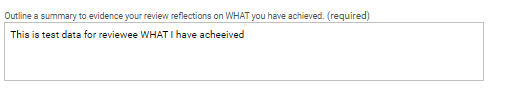 Outline a summary to evidence your review reflections on WHAT you have achieved. (required)
This is test data for reviewee WHAT I have acheeived